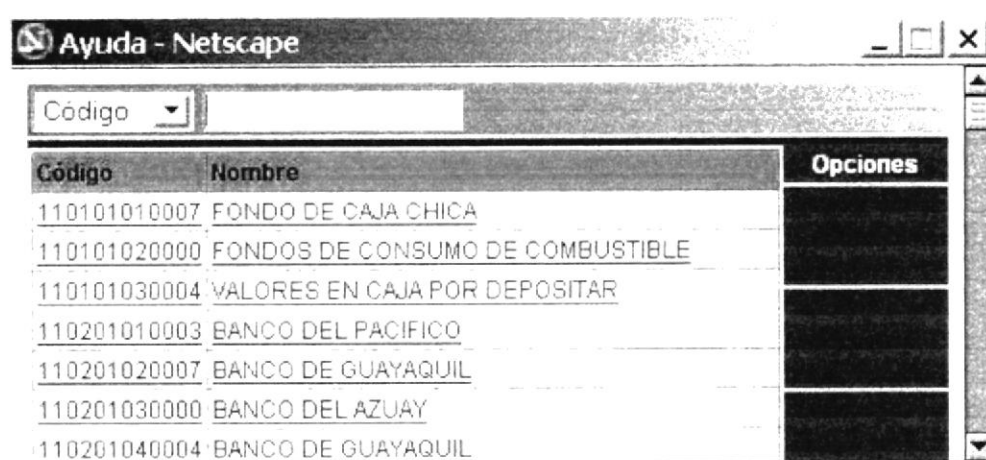 Ayuda - Netscape
Código
Código Nombre Opciones
110101010007 FONDO DE CAJA CHICA
110101020000 FONDOS DE CONSUMO DE COMBUSTIBLE
110101030004 VALORES EN CAJA POR DEPOSITAR
110201010003 BANCO DEL PACIFICO
110201020007 BANCO DE GUAYAQUIL
110201030000 BANCO DEL AZUAY
110201040004 BANCO DE GUAYAQUIL